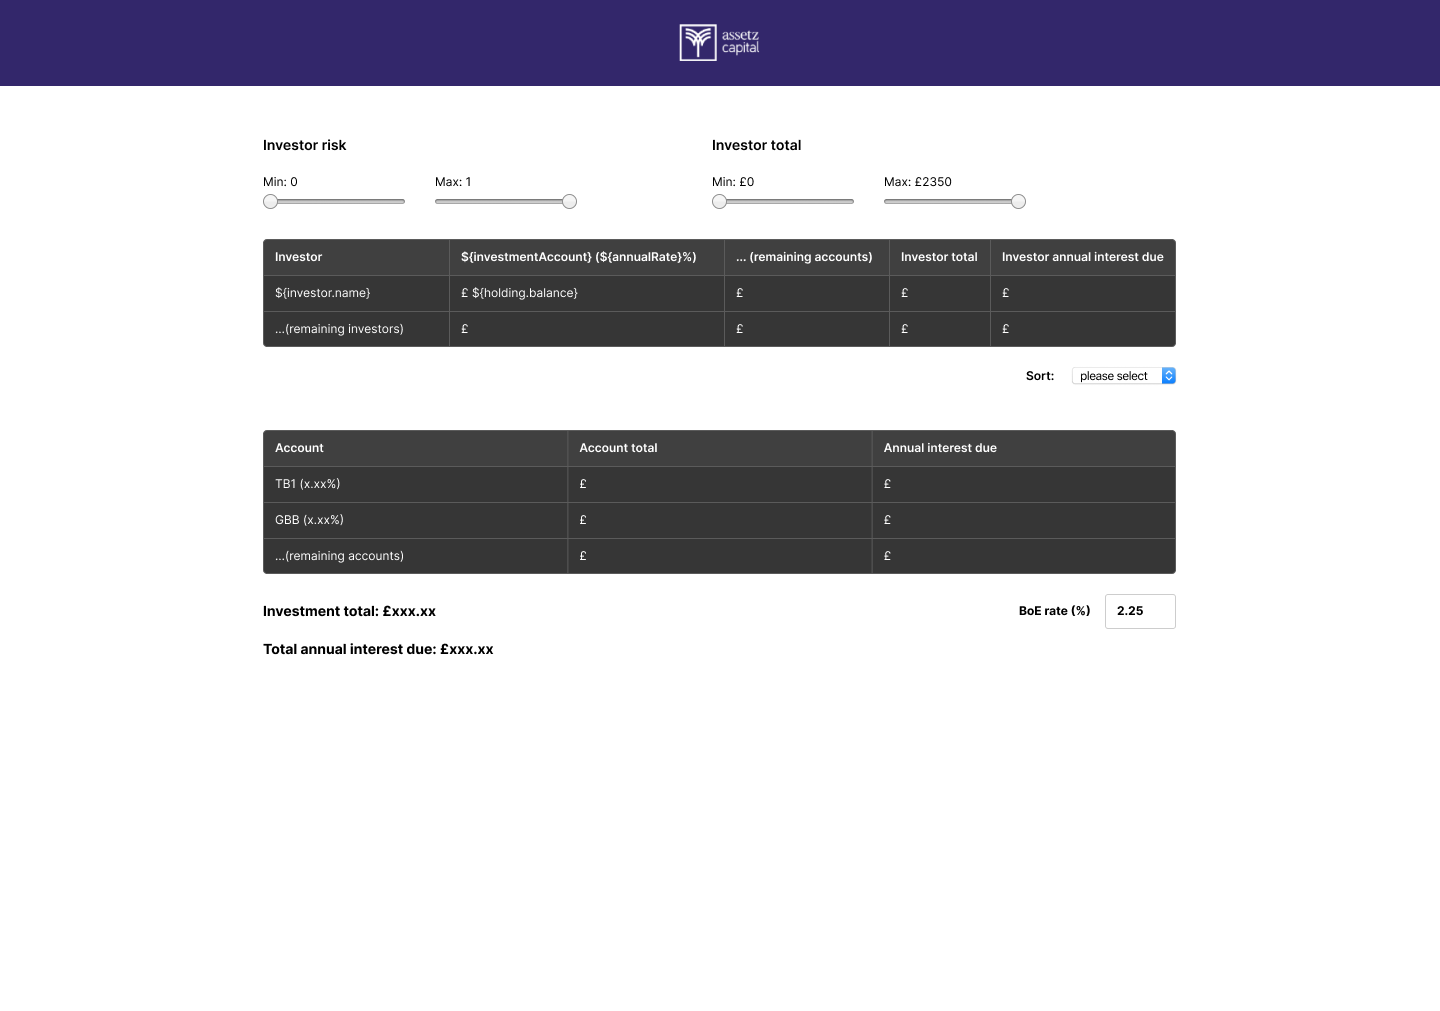 assetz
capital
Investor risk
Investor total
Min: 0
Max: 1
Min: £0
Max: £2350
Investor ${investmentAccount} (${annualRate}%) ... (remaining accounts) Investor total Investor annual interest due
${investor.name} £ ${holding.balance} £ £ £
...(remaining investors) £ £ £ £
Sort: please select
Account Account total Annual interest due
TB1 (x.xx%) £ £
GBB (x.xx%) £ £
...(remaining accounts) £ £
Investment total: £xxx.xx
BoE rate (%) 2.25
Total annual interest due: £xxx.xx